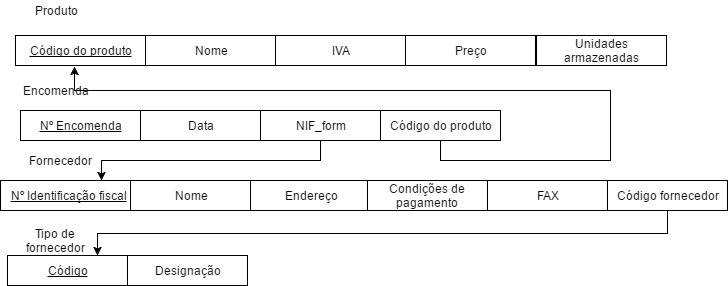 Produto
Código do produto Nome IVA Preço Unidades
armazenadas
Encomenda
Nº Encomenda Data NIF_form Código do produto
Fornecedor
Nº Identificação fiscal Nome Endereço Condições de
pagamento FAX Código fornecedor
Tipo de
fornecedor
Código Designação